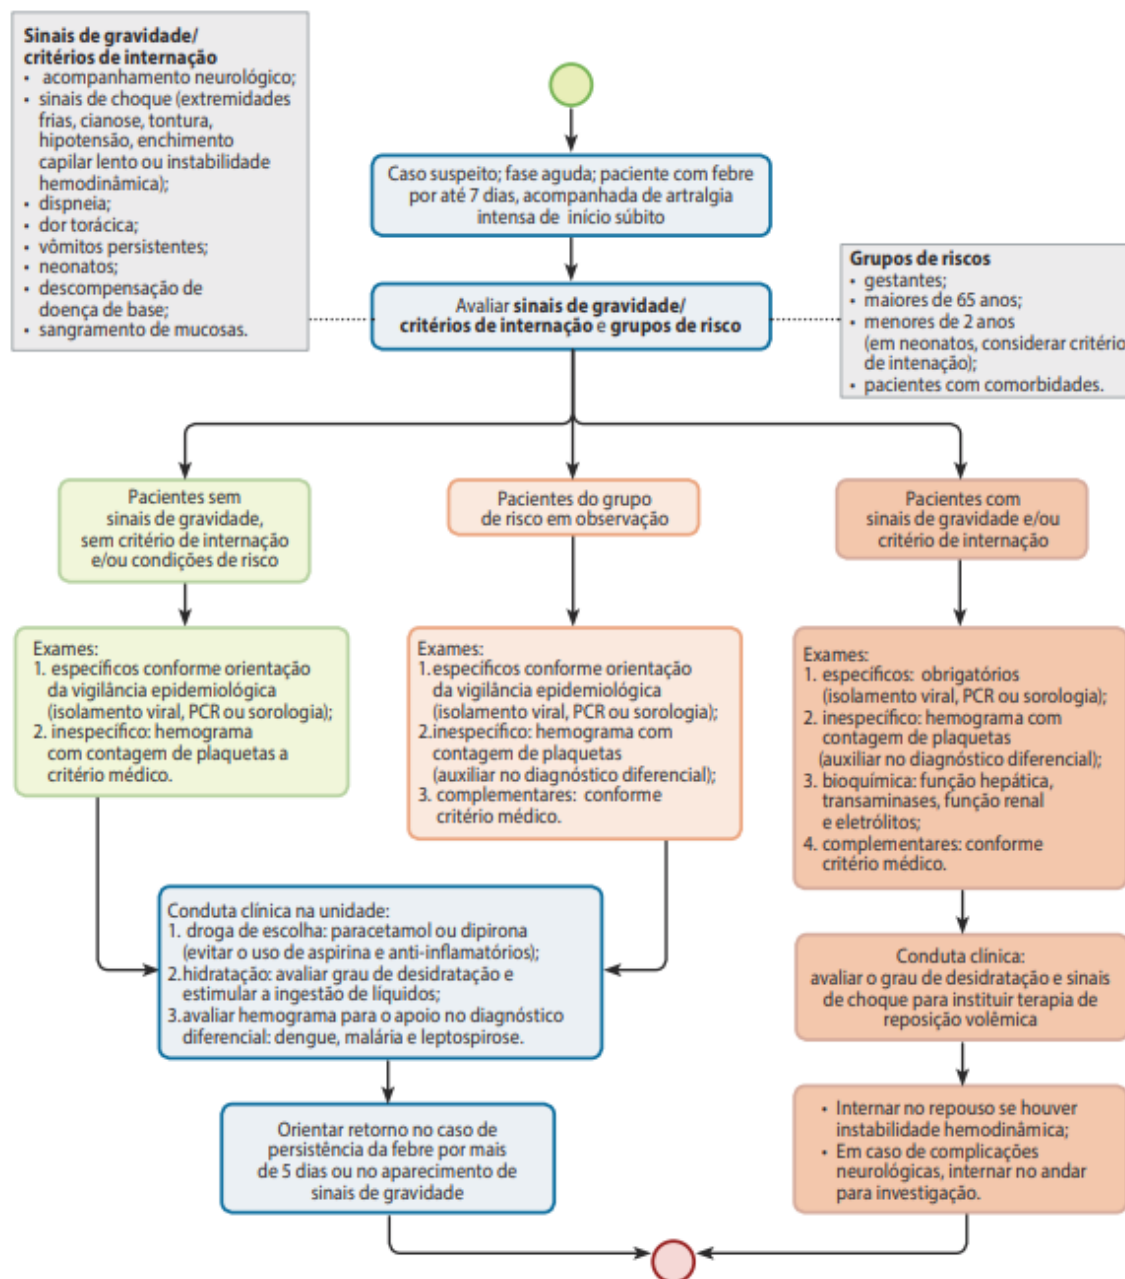 Sinais de gravidade/
critérios de internação
• acompanhamento neurológico;
• sinais de choque (extremidades
frias, cianose, tontura,
hipotensão, enchimento
capilar lento ou instabilidade
hemodinâmica);
• dispneia;
• dor torácica;
• vômitos persistentes;
• neonatos;
• descompensação de
doença de base;
• sangramento de mucosas.
Caso suspeito; fase aguda; paciente com febre
por até 7 dias, acompanhada de artralgia
intensa de início súbito
Avaliar sinais de gravidade/
critérios de internação e grupos de risco
Grupos de riscos
• gestantes;
• maiores de 65 anos;
• menores de 2 anos
(em neonatos, considerar critério
de intenação);
• pacientes com comorbidades.
Pacientes sem
sinais de gravidade,
sem critério de internação
e/ou condições de risco
Pacientes do grupo
de risco em observação
Pacientes com
sinais de gravidade e/ou
critério de internação
Exames:
1. específicos conforme orientação
da vigilância epidemiológica
(isolamento viral, PCR ou sorologia);
2. inespecífico: hemograma
com contagem de plaquetas a
critério médico.
Exames:
1.específicos conforme orientação
da vigilância epidemiológica
(isolamento viral, PCR ou sorologia);
2.inespecífico: hemograma com
contagem de plaquetas
(auxiliar no diagnóstico diferencial);
3. complementares: conforme
critério médico.
Exames:
1. específicos: obrigatórios
(isolamento viral, PCR ou sorologia);
2. inespecífico: hemograma com
contagem de plaquetas
(auxiliar no diagnóstico diferencial);
3. bioquímica: função hepática,
transaminases, função renal
e eletrólitos;
4. complementares: conforme
critério médico.
Conduta clínica na unidade:
1. droga de escolha: paracetamol ou dipirona
(evitar o uso de aspirina e anti-inflamatórios);
2.hidratação: avaliar grau de desidratação e
estimular a ingestão de líquidos;
3.avaliar hemograma para o apoio no diagnóstico
diferencial: dengue, malária e leptospirose.
Conduta clínica:
avaliar o grau de desidratação e sinais
de choque para instituir terapia de
reposição volêmica
Orientar retorno no caso de
persistência da febre por mais
de 5 dias ou no aparecimento de
sinais de gravidade
• Internar no repouso se houver
instabilidade hemodinâmica;
• Em caso de complicações
neurológicas, internar no andar
para investigação.